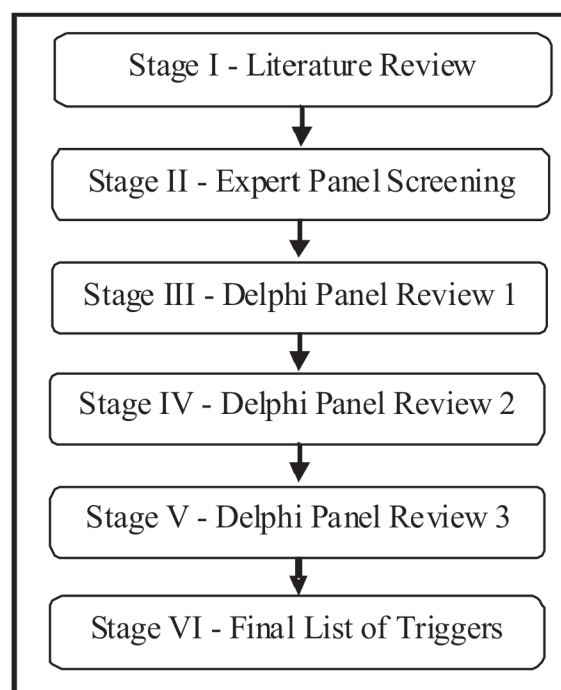 Stage I - Literature Review
Stage II - Expert Panel Screening
Stage III - Delphi Panel Review 1
Stage IV - Delphi Panel Review 2
Stage V - Delphi Panel Review 3
Stage VI - Final List of Triggers